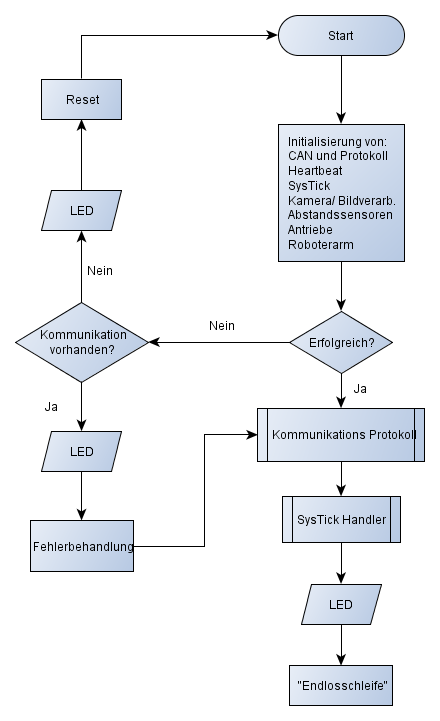 Start
Reset
Initialisierung von:
CAN und Protokoll
Heartbeat
SysTick
Kamera/ Bildverarb.
Abstandssensoren
Antriebe
Roboterarm
LED
Nein
Kommunikation
vorhanden?
Nein
Erfolgreich?
Ja
Ja
Kommunikations Protokoll
LED
SysTick Handler
Fehlerbehandlung
LED
"Endlosschleife"